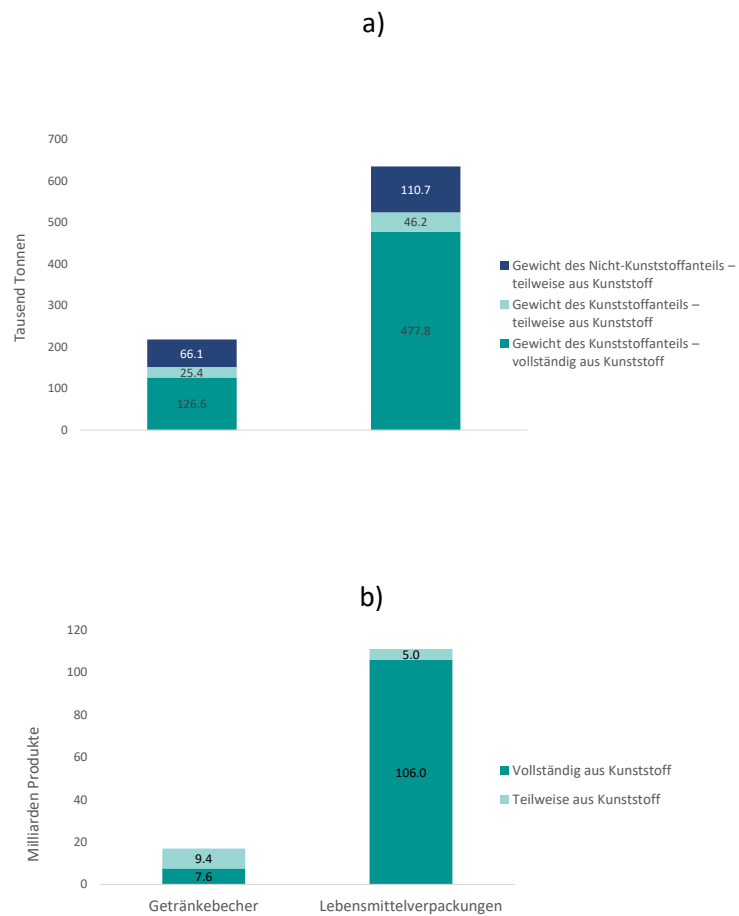 a)
700
600
500
400
300
200
100
0
Tausend Tonnen
110.7
46.2
477.8
66.1
25.4
126.6
Gewicht des Nicht-Kunststoffanteils –
teilweise aus Kunststoff
Gewicht des Kunststoffanteils –
teilweise aus Kunststoff
Gewicht des Kunststoffanteils –
vollständig aus Kunststoff
b)
120
100
80
60
40
20
0
Milliarden Produkte
5.0
106.0
9.4
7.6
Vollständig aus Kunststoff
Teilweise aus Kunststoff
Getränkebecher
Lebensmittelverpackungen